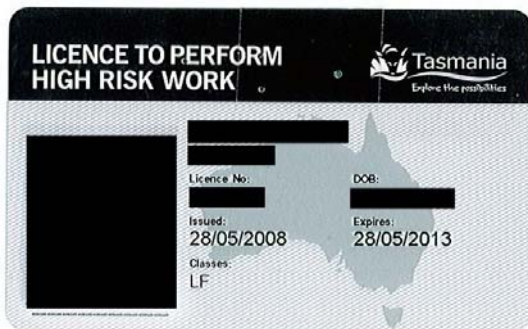 LICENCE TO PERFORM
HIGH RISK WORK
Tasmania
Explore the possibilities
Licence No:
DOB:
Issued:
Expires:
28/05/2008
28/05/2013
Classes:
LF